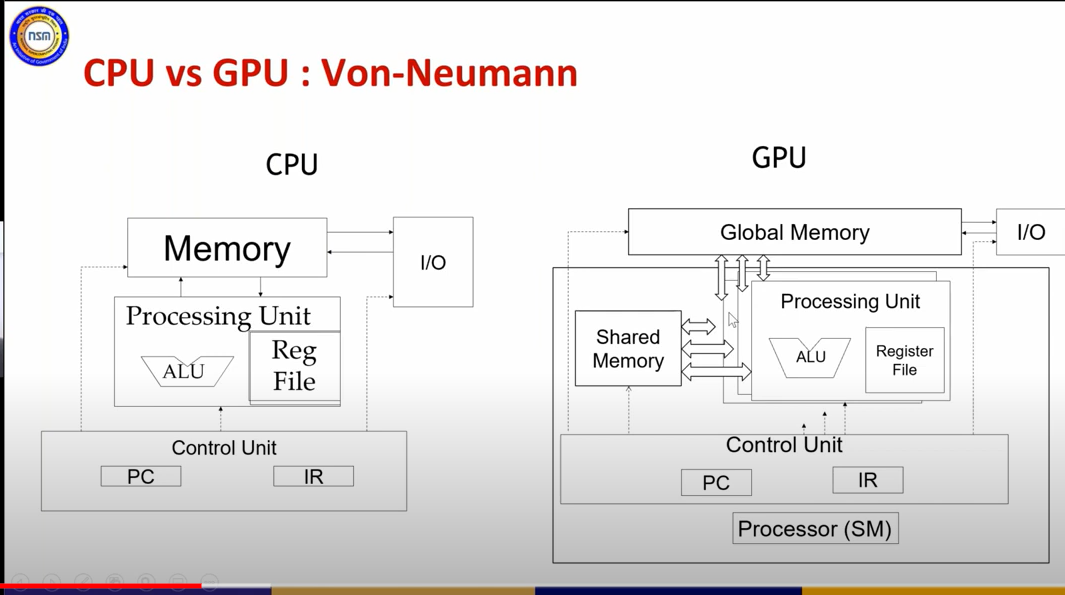 nsm
CPU vs GPU : Von-Neumann
CPU
Memory
I/O
Processing Unit
ALU
Reg
File
Control Unit
PC
IR
GPU
Global Memory
I/O
Processing Unit
Shared
Memory
ALU
Register
File
Control Unit
PC
IR
Processor (SM)